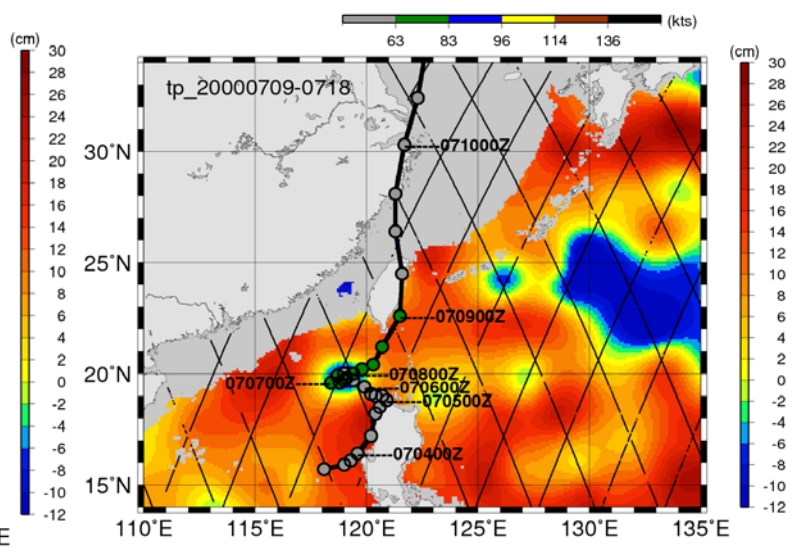 (kts)
63 83 96 114 136
(cm)
30
28
26
24
22
20
18
16
14
12
10
8
6
4
2
0
-2
-4
-6
-8
-10
-12
E
tp_20000709-0718
071000Z
070900Z
070800Z
070700Z
070600Z
070500Z
070400Z
30°N
25°N
20°N
15°N
110°E 115°E 120°E 125°E 130°E 135°E
(cm)
30
28
26
24
22
20
18
16
14
12
10
8
6
4
2
0
-2
-4
-6
-8
-10
-12